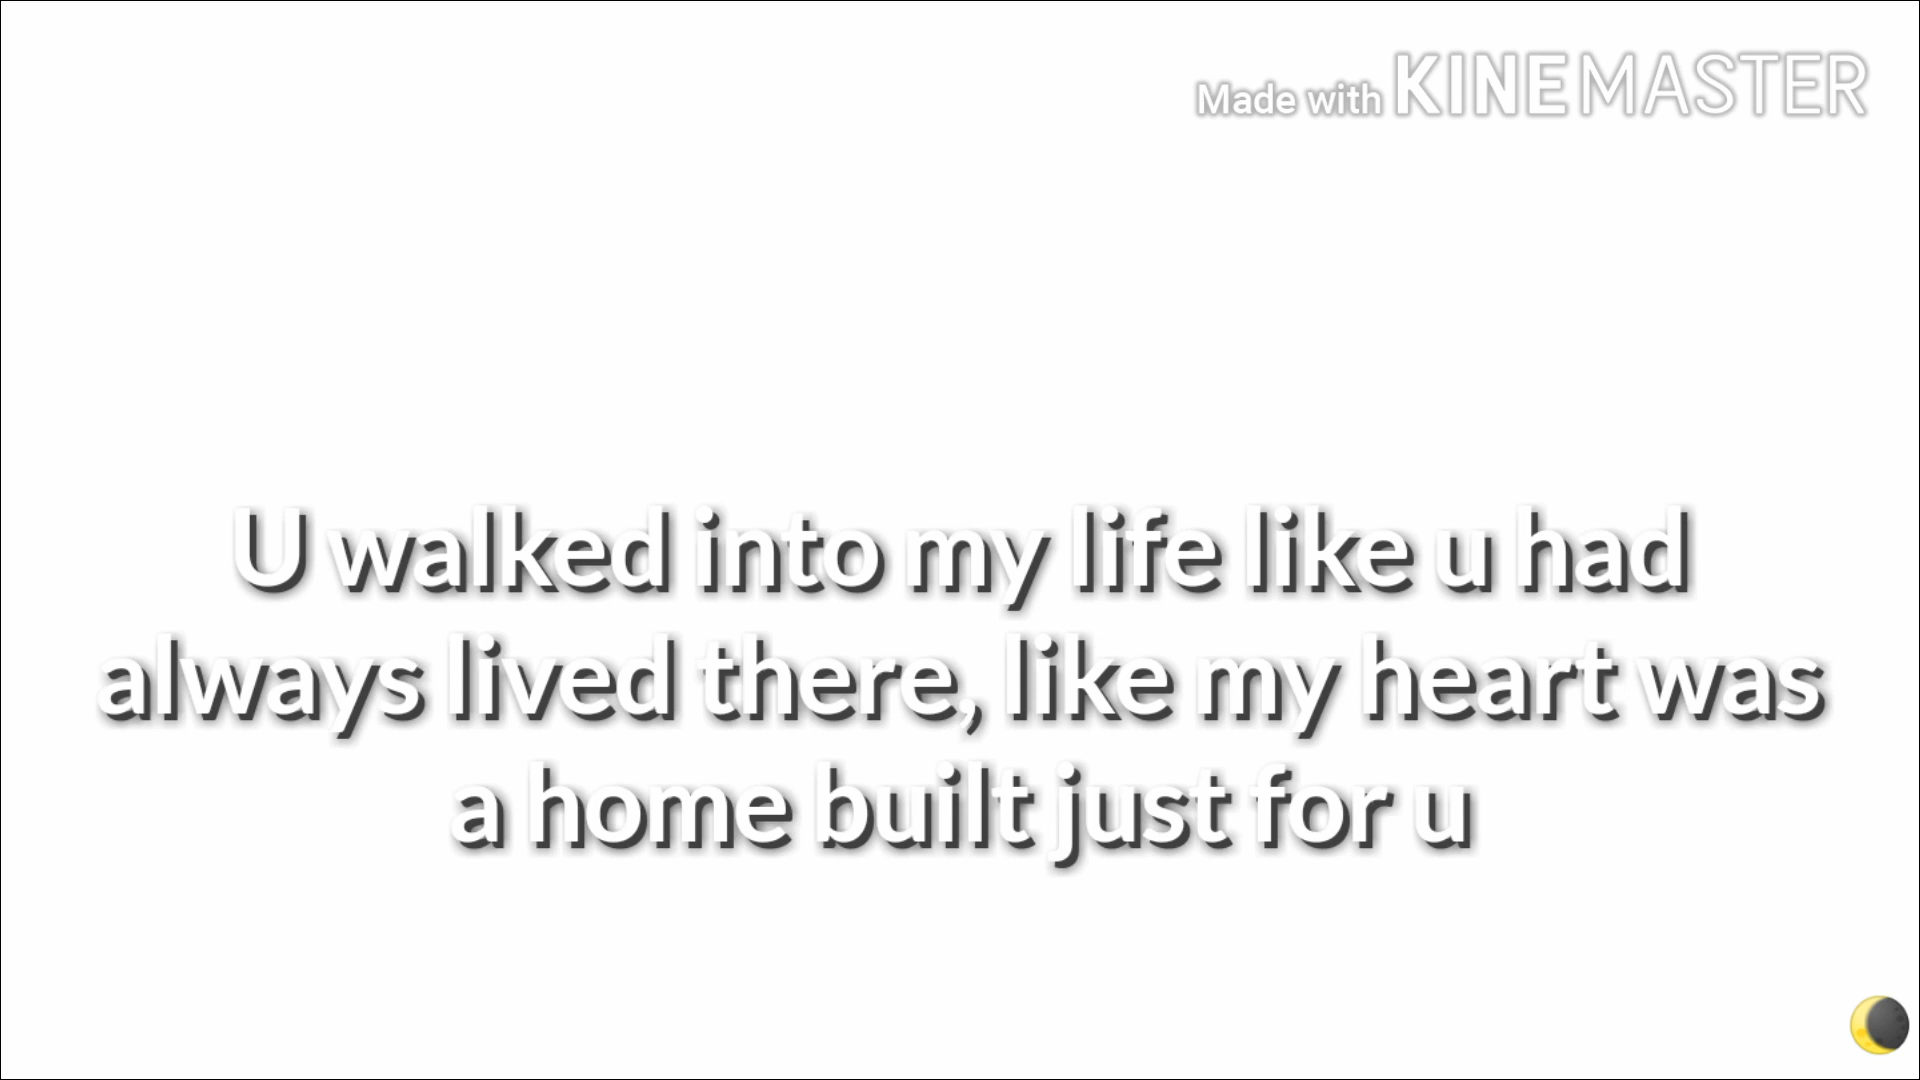 Made with KINEMASTER
U walked into my life like u had
always lived there, like my heart was
a home built just for u